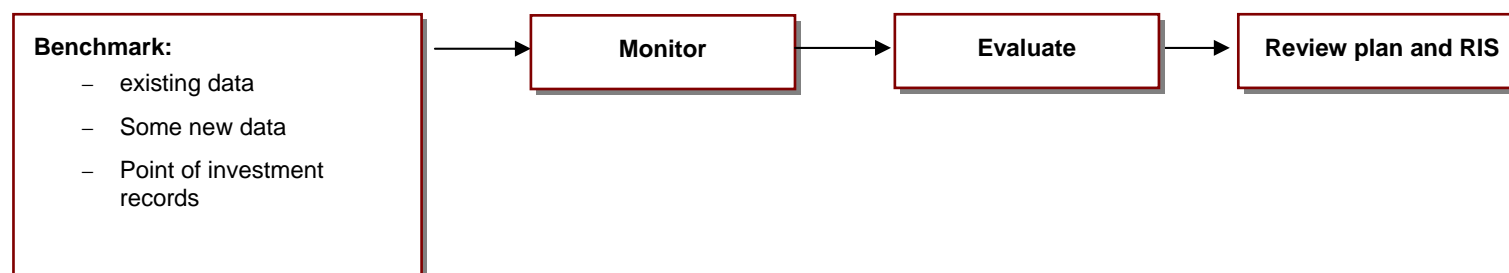 Benchmark:
– existing data
– Some new data
– Point of investment
records
Monitor
Evaluate
Review plan and RIS